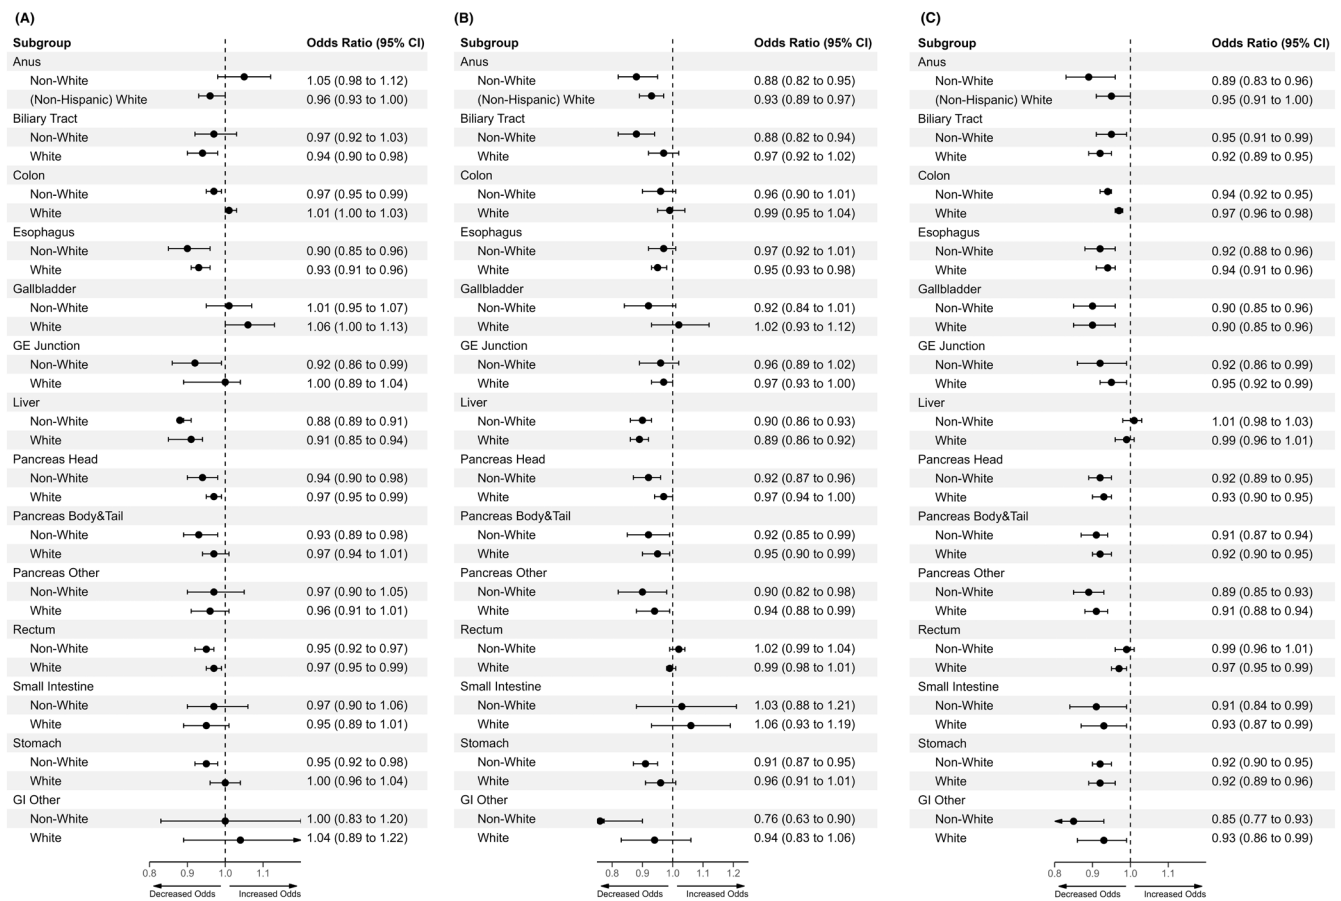 (A)
Subgroup Odds Ratio (95% CI)
Anus
Non-White 1.05 (0.98 to 1.12)
(Non-Hispanic) White 0.96 (0.93 to 1.00)
Biliary Tract
Non-White 0.97 (0.92 to 1.03)
White 0.94 (0.90 to 0.98)
Colon
Non-White 0.97 (0.95 to 0.99)
White 1.01 (1.00 to 1.03)
Esophagus
Non-White 0.90 (0.85 to 0.96)
White 0.93 (0.91 to 0.96)
Gallbladder
Non-White 1.01 (0.95 to 1.07)
White 1.06 (1.00 to 1.13)
GE Junction
Non-White 0.92 (0.86 to 0.99)
White 1.00 (0.89 to 1.04)
Liver
Non-White 0.88 (0.89 to 0.91)
White 0.91 (0.85 to 0.94)
Pancreas Head
Non-White 0.94 (0.90 to 0.98)
White 0.97 (0.95 to 0.99)
Pancreas Body&Tail
Non-White 0.93 (0.89 to 0.98)
White 0.97 (0.94 to 1.01)
Pancreas Other
Non-White 0.97 (0.90 to 1.05)
White 0.96 (0.91 to 1.01)
Rectum
Non-White 0.95 (0.92 to 0.97)
White 0.97 (0.95 to 0.99)
Small Intestine
Non-White 0.97 (0.90 to 1.06)
White 0.95 (0.89 to 1.01)
Stomach
Non-White 0.95 (0.92 to 0.98)
White 1.00 (0.96 to 1.04)
GI Other
Non-White 1.00 (0.83 to 1.20)
White 1.04 (0.89 to 1.22)
0.8 0.9 1.0 1.1
Decreased Odds Increased Odds
(B)
Subgroup Odds Ratio (95% CI)
Anus
Non-White 0.88 (0.82 to 0.95)
(Non-Hispanic) White 0.93 (0.89 to 0.97)
Biliary Tract
Non-White 0.88 (0.82 to 0.94)
White 0.97 (0.92 to 1.02)
Colon
Non-White 0.96 (0.90 to 1.01)
White 0.99 (0.95 to 1.04)
Esophagus
Non-White 0.97 (0.92 to 1.01)
White 0.95 (0.93 to 0.98)
Gallbladder
Non-White 0.92 (0.84 to 1.01)
White 1.02 (0.93 to 1.12)
GE Junction
Non-White 0.96 (0.89 to 1.02)
White 0.97 (0.93 to 1.00)
Liver
Non-White 0.90 (0.86 to 0.93)
White 0.89 (0.86 to 0.92)
Pancreas Head
Non-White 0.92 (0.87 to 0.96)
White 0.97 (0.94 to 1.00)
Pancreas Body&Tail
Non-White 0.92 (0.85 to 0.99)
White 0.95 (0.90 to 0.99)
Pancreas Other
Non-White 0.90 (0.82 to 0.98)
White 0.94 (0.88 to 0.99)
Rectum
Non-White 1.02 (0.99 to 1.04)
White 0.99 (0.98 to 1.01)
Small Intestine
Non-White 1.03 (0.88 to 1.21)
White 1.06 (0.93 to 1.19)
Stomach
Non-White 0.91 (0.87 to 0.95)
White 0.96 (0.91 to 1.01)
GI Other
Non-White 0.76 (0.63 to 0.90)
White 0.94 (0.83 to 1.06)
0.8 0.9 1.0 1.1 1.2
Decreased Odds Increased Odds
(C)
Subgroup Odds Ratio (95% CI)
Anus
Non-White 0.89 (0.83 to 0.96)
(Non-Hispanic) White 0.95 (0.91 to 1.00)
Biliary Tract
Non-White 0.95 (0.91 to 0.99)
White 0.92 (0.89 to 0.95)
Colon
Non-White 0.94 (0.92 to 0.95)
White 0.97 (0.96 to 0.98)
Esophagus
Non-White 0.92 (0.88 to 0.96)
White 0.94 (0.91 to 0.96)
Gallbladder
Non-White 0.90 (0.85 to 0.96)
White 0.90 (0.85 to 0.96)
GE Junction
Non-White 0.92 (0.86 to 0.99)
White 0.95 (0.92 to 0.99)
Liver
Non-White 1.01 (0.98 to 1.03)
White 0.99 (0.96 to 1.01)
Pancreas Head
Non-White 0.92 (0.89 to 0.95)
White 0.93 (0.90 to 0.95)
Pancreas Body&Tail
Non-White 0.91 (0.87 to 0.94)
White 0.92 (0.90 to 0.95)
Pancreas Other
Non-White 0.89 (0.85 to 0.93)
White 0.91 (0.88 to 0.94)
Rectum
Non-White 0.99 (0.96 to 1.01)
White 0.97 (0.95 to 0.99)
Small Intestine
Non-White 0.91 (0.84 to 0.99)
White 0.93 (0.87 to 0.99)
Stomach
Non-White 0.92 (0.90 to 0.95)
White 0.92 (0.89 to 0.96)
GI Other
Non-White 0.85 (0.77 to 0.93)
White 0.93 (0.86 to 0.99)
0.8 0.9 1.0 1.1
Decreased Odds Increased Odds